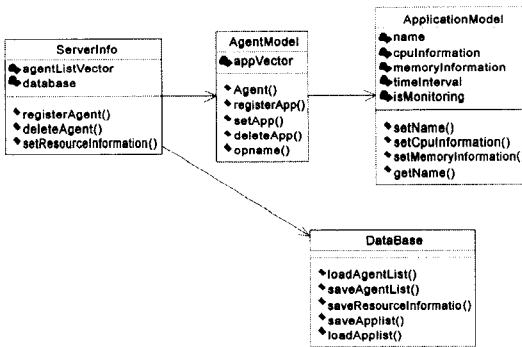 ServerInfo
agentListVector
database
registerAgent()
deleteAgent()
setResourceInformation()
AgentModel
appVector
Agent()
registerApp()
setApp()
deleteApp()
opname()
ApplicationModel
name
cpuInformation
memoryInformation
timeInterval
isMonitoring
setName()
setCpuInformation()
setMemoryInformation(
getName()
DataBase
loadAgentList()
saveAgentList()
saveResourceInformatio()
saveApplist()
loadApplist()